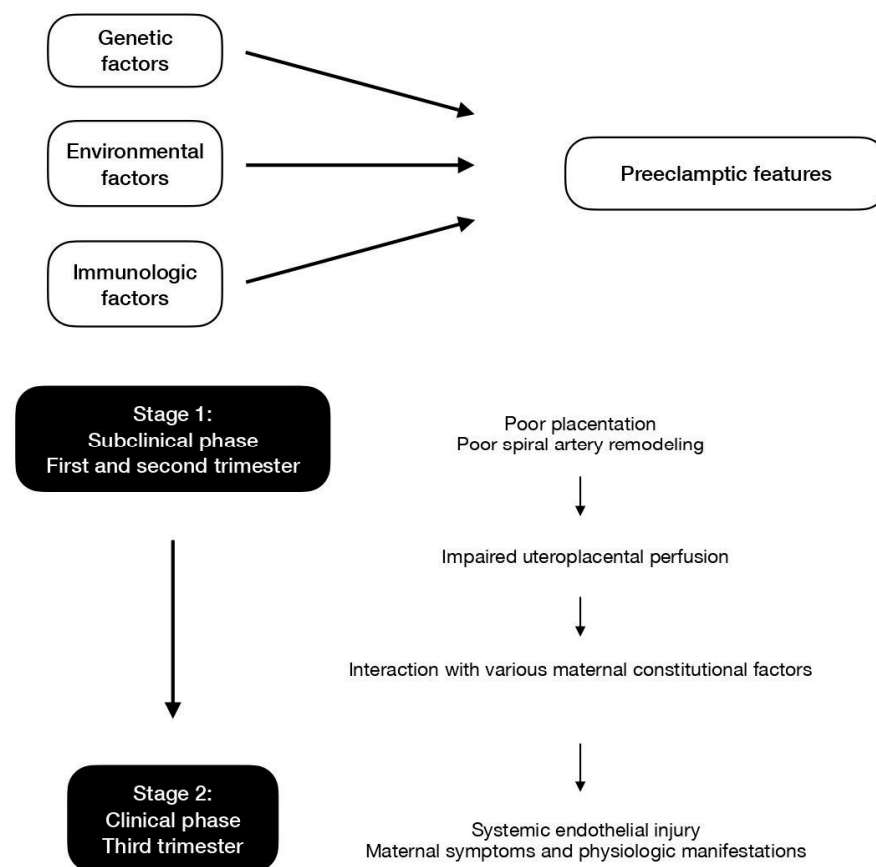 Genetic
factors
Environmental
factors
Preeclamptic features
Immunologic
factors
Stage 1:
Subclinical phase
First and second trimester
Poor placentation
Poor spiral artery remodeling
Impaired uteroplacental perfusion
Interaction with various maternal constitutional factors
Stage 2:
Clinical phase
Third trimester
Systemic endothelial injury
Maternal symptoms and physiologic manifestations